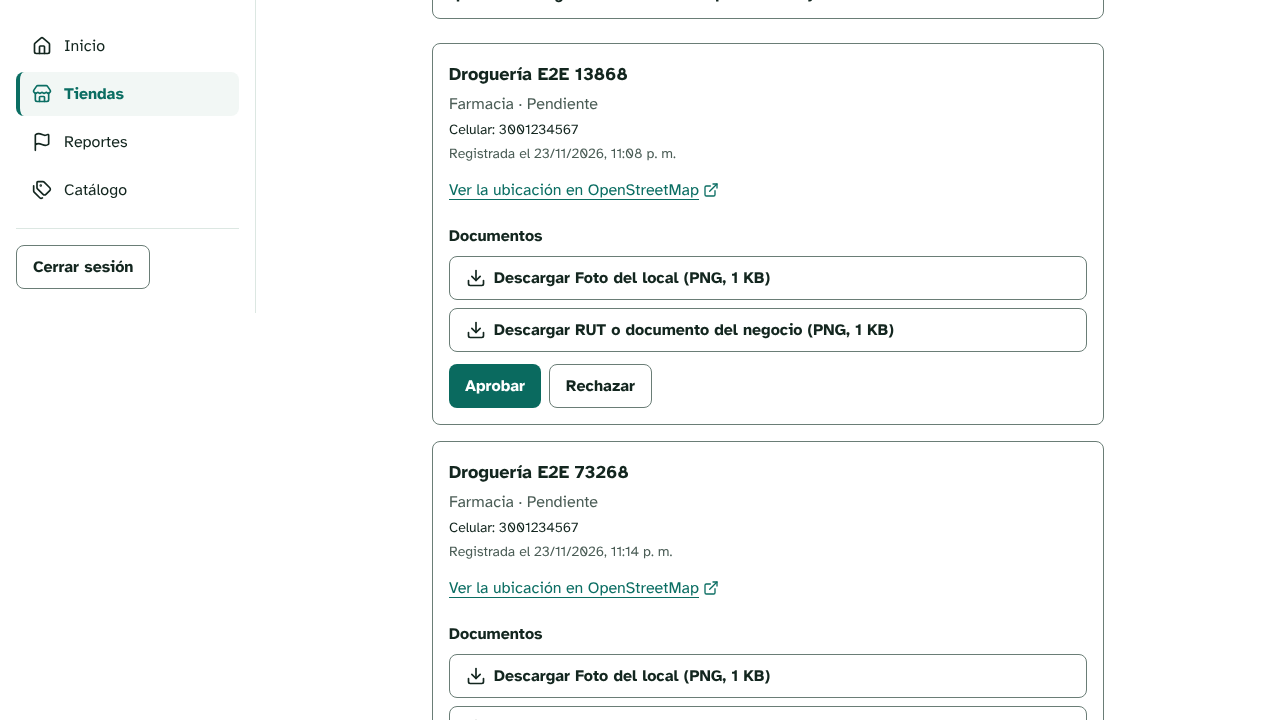 Inicio
Tiendas
Reportes
Catálogo
Cerrar sesión
Droguería E2E 13868
Farmacia · Pendiente
Celular: 3001234567
Registrada el 23/11/2026, 11:08 p. m.
Ver la ubicación en OpenStreetMap
Documentos
Descargar Foto del local (PNG, 1 KB)
Descargar RUT o documento del negocio (PNG, 1 KB)
Aprobar
Rechazar
Droguería E2E 73268
Farmacia · Pendiente
Celular: 3001234567
Registrada el 23/11/2026, 11:14 p. m.
Ver la ubicación en OpenStreetMap
Documentos
Descargar Foto del local (PNG, 1 KB)